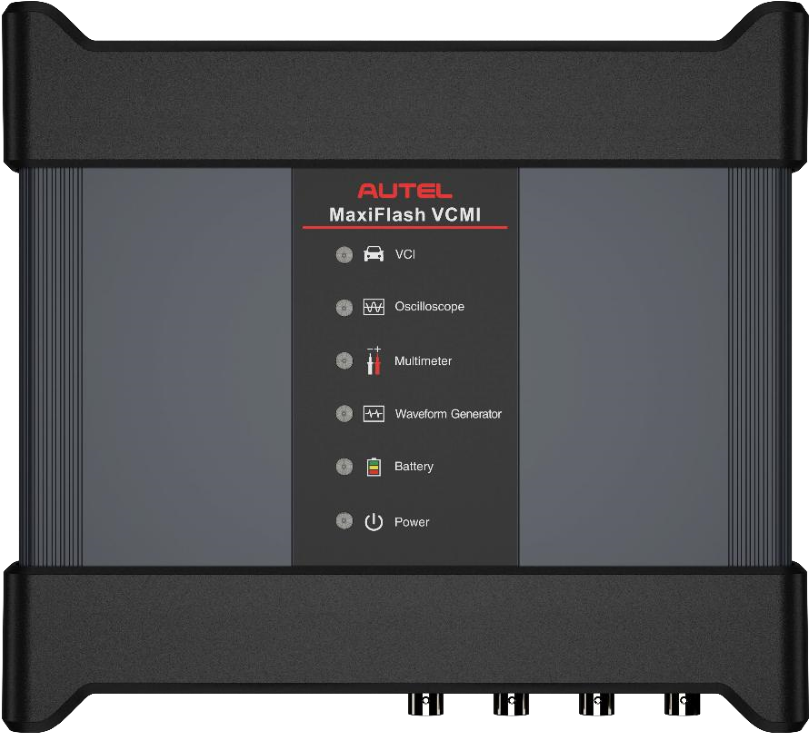 AUTEL
MaxiFlash VCMI
VCI
Oscilloscope
Multimeter
Waveform Generator
Battery
Power